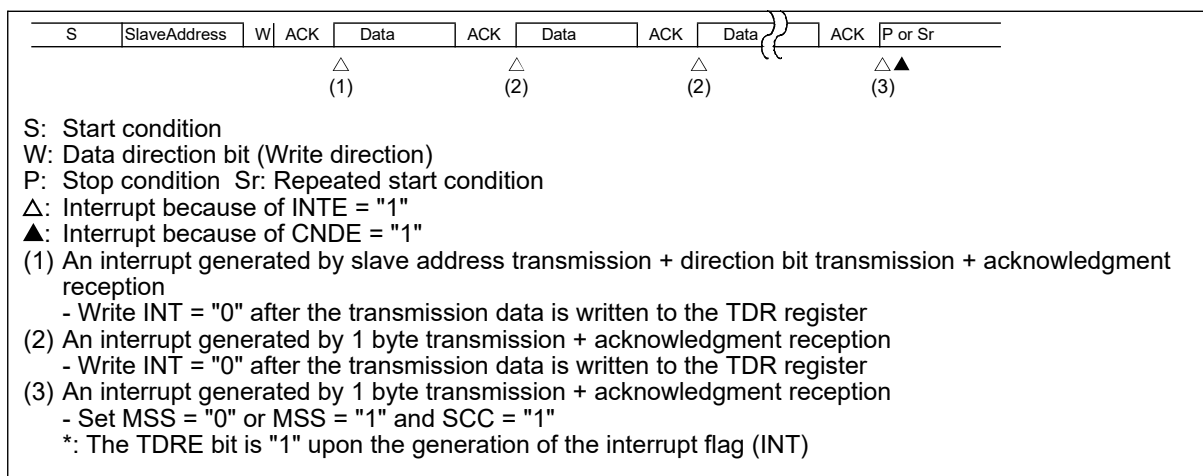 S SlaveAddress W ACK Data ACK Data ACK Data ACK P or Sr
(1) (2) (2) (3)
S: Start condition
W: Data direction bit (Write direction)
P: Stop condition Sr: Repeated start condition
△: Interrupt because of INTE = "1"
▲: Interrupt because of CNDE = "1"
(1) An interrupt generated by slave address transmission + direction bit transmission + acknowledgment
reception
- Write INT = "0" after the transmission data is written to the TDR register
(2) An interrupt generated by 1 byte transmission + acknowledgment reception
- Write INT = "0" after the transmission data is written to the TDR register
(3) An interrupt generated by 1 byte transmission + acknowledgment reception
- Set MSS = "0" or MSS = "1" and SCC = "1"
*: The TDRE bit is "1" upon the generation of the interrupt flag (INT)